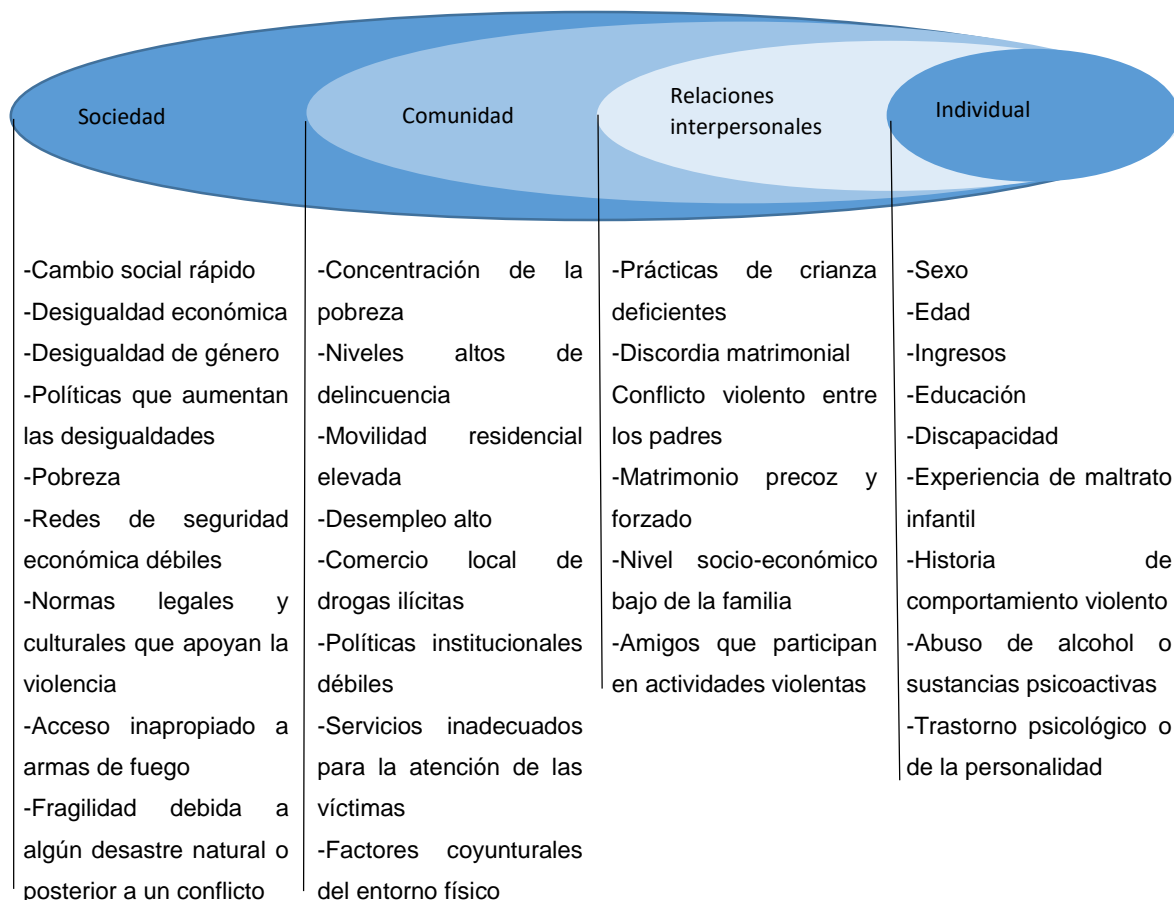 Sociedad
Comunidad
Relaciones
interpersonales
Individual
-Cambio social rápido
-Desigualdad económica
-Desigualdad de género
-Políticas que aumentan
las desigualdades
-Pobreza
-Redes de seguridad
económica débiles
-Normas legales y
culturales que apoyan la
violencia
-Acceso inapropiado a
armas de fuego
-Fragilidad debida a
algún desastre natural o
posterior a un conflicto
-Concentración de la
pobreza
-Niveles altos de
delincuencia
-Movilidad residencial
elevada
-Desempleo alto
-Comercio local de
drogas ilícitas
-Políticas institucionales
débiles
-Servicios inadecuados
para la atención de las
víctimas
-Factores coyunturales
del entorno físico
-Prácticas de crianza
deficientes
-Discordia matrimonial
Conflicto violento entre
los padres
-Matrimonio precoz y
forzado
-Nivel socio-económico
bajo de la familia
-Amigos que participan
en actividades violentas
-Sexo
-Edad
-Ingresos
-Educación
-Discapacidad
-Experiencia de maltrato
infantil
-Historia de
comportamiento violento
-Abuso de alcohol o
sustancias psicoactivas
-Trastorno psicológico o
de la personalidad